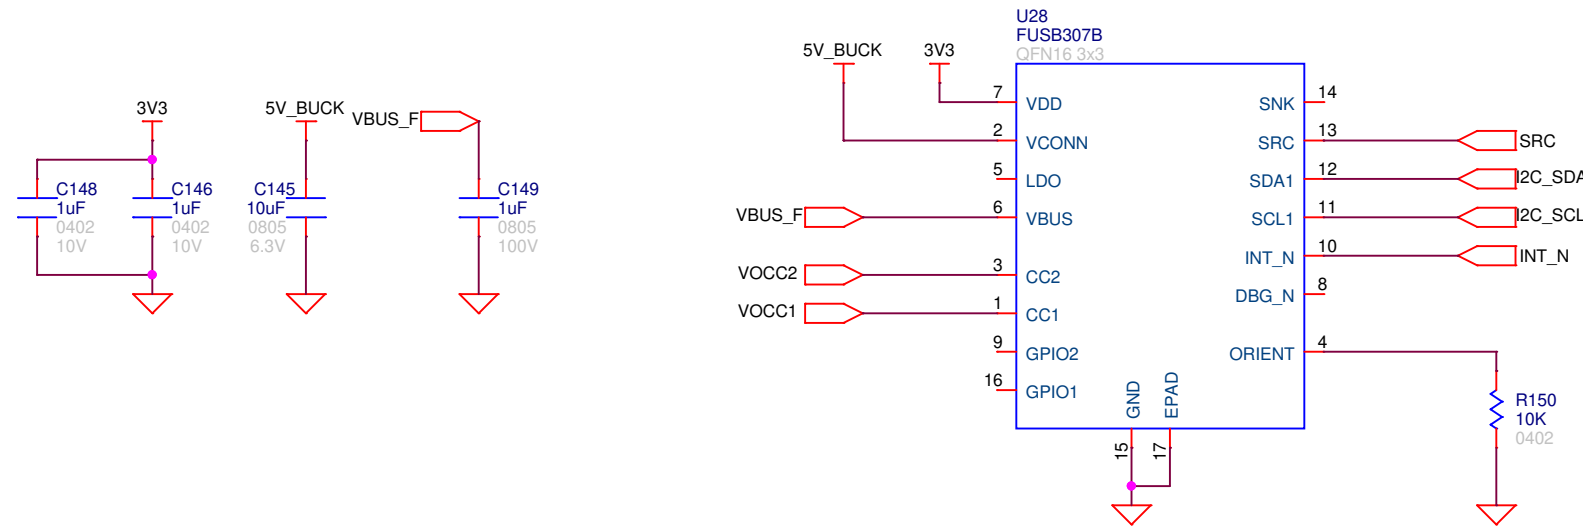 3V3
C148
1uF
0402
10V
C146
1uF
0402
10V
5V_BUCK
C145
10uF
0805
6.3V
VBUS_F
C149
1uF
0805
100V
U28
FUSB307B
QFN16 3x3
5V_BUCK
3V3
7 VDD
2 VCONN
5 LDO
VBUS_F 6 VBUS
VOCC2 3 CC2
VOCC1 1 CC1
9 GPIO2
16 GPIO1
SNK 14
SRC 13 SRC
SDA1 12 I2C_SDA
SCL1 11 I2C_SCL
INT_N 10 INT_N
DBG_N 8
ORIENT 4
GND
15
EPAD
17
R150
10K
0402